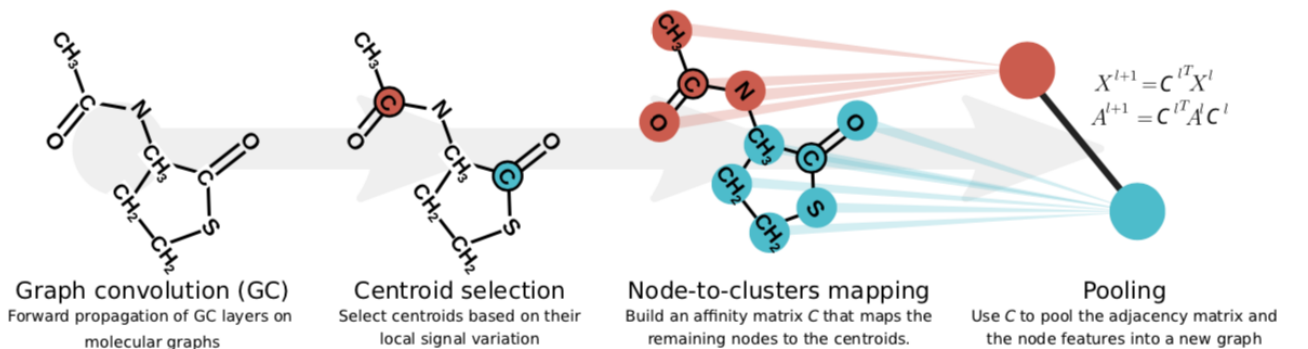 CH3
C
N
O
CH3
O
C
CH2
S
CH2
CH3
C
N
O
CH3
O
C
CH2
S
CH2
CH3
C
N
O
CH3
O
C
CH2
S
CH2
X^{l+1} = C^{lT} X^l
A^{l+1} = C^{lT} A^l C^l
Graph convolution (GC)
Forward propagation of GC layers on
molecular graphs
Centroid selection
Select centroids based on their
local signal variation
Node-to-clusters mapping
Build an affinity matrix C that maps the
remaining nodes to the centroids.
Pooling
Use C to pool the adjacency matrix and
the node features into a new graph